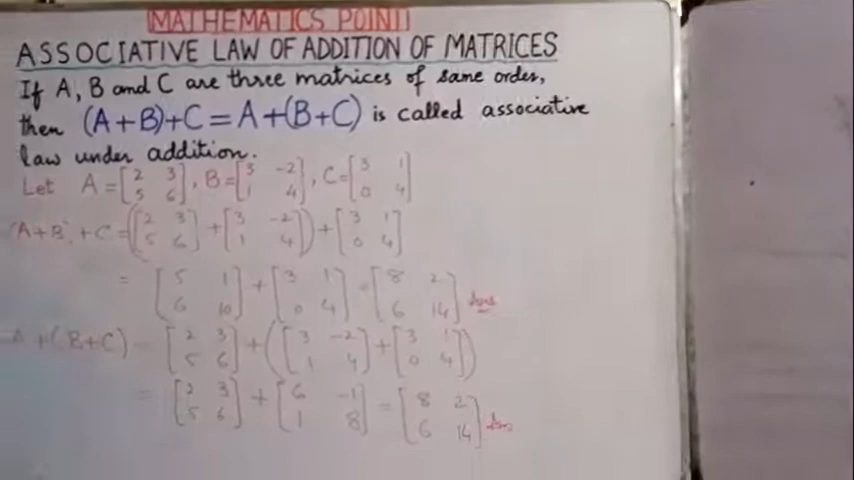 MATHEMATICS POINT
ASSOCIATIVE LAW OF ADDITION OF MATRICES
If A, B and C are three matrices of same order,
then (A+B)+C = A+(B+C) is called associative
law under addition.
Let A = [2 3; 5 6], B = [3 -2; 1 4], C = [3 1; 0 4]
(A+B)+C = ([2 3; 5 6] + [3 -2; 1 4]) + [3 1; 0 4]
= [5 1; 6 10] + [3 1; 0 4] = [8 2; 6 14] Ans
A+(B+C) = [2 3; 5 6] + ([3 -2; 1 4] + [3 1; 0 4])
= [2 3; 5 6] + [6 -1; 1 8] = [8 2; 6 14] Ans